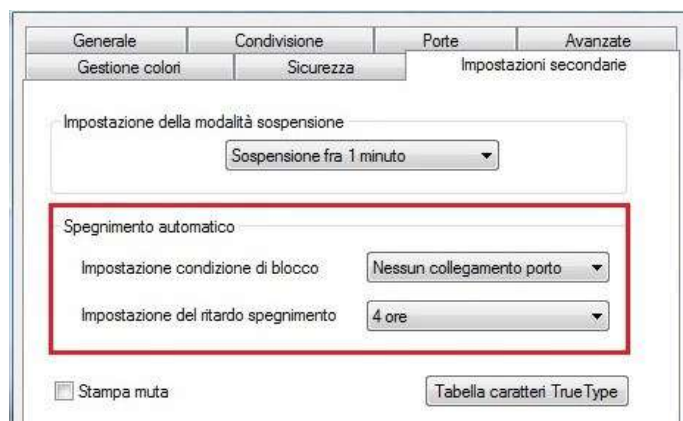 Generale Condivisione Porte Avanzate
Gestione colori Sicurezza Impostazioni secondarie
Impostazione della modalità sospensione
Sospensione fra 1 minuto
Spegnimento automatico
Impostazione condizione di blocco Nessun collegamento porto
Impostazione del ritardo spegnimento 4 ore
Stampa muta Tabella caratteri TrueType